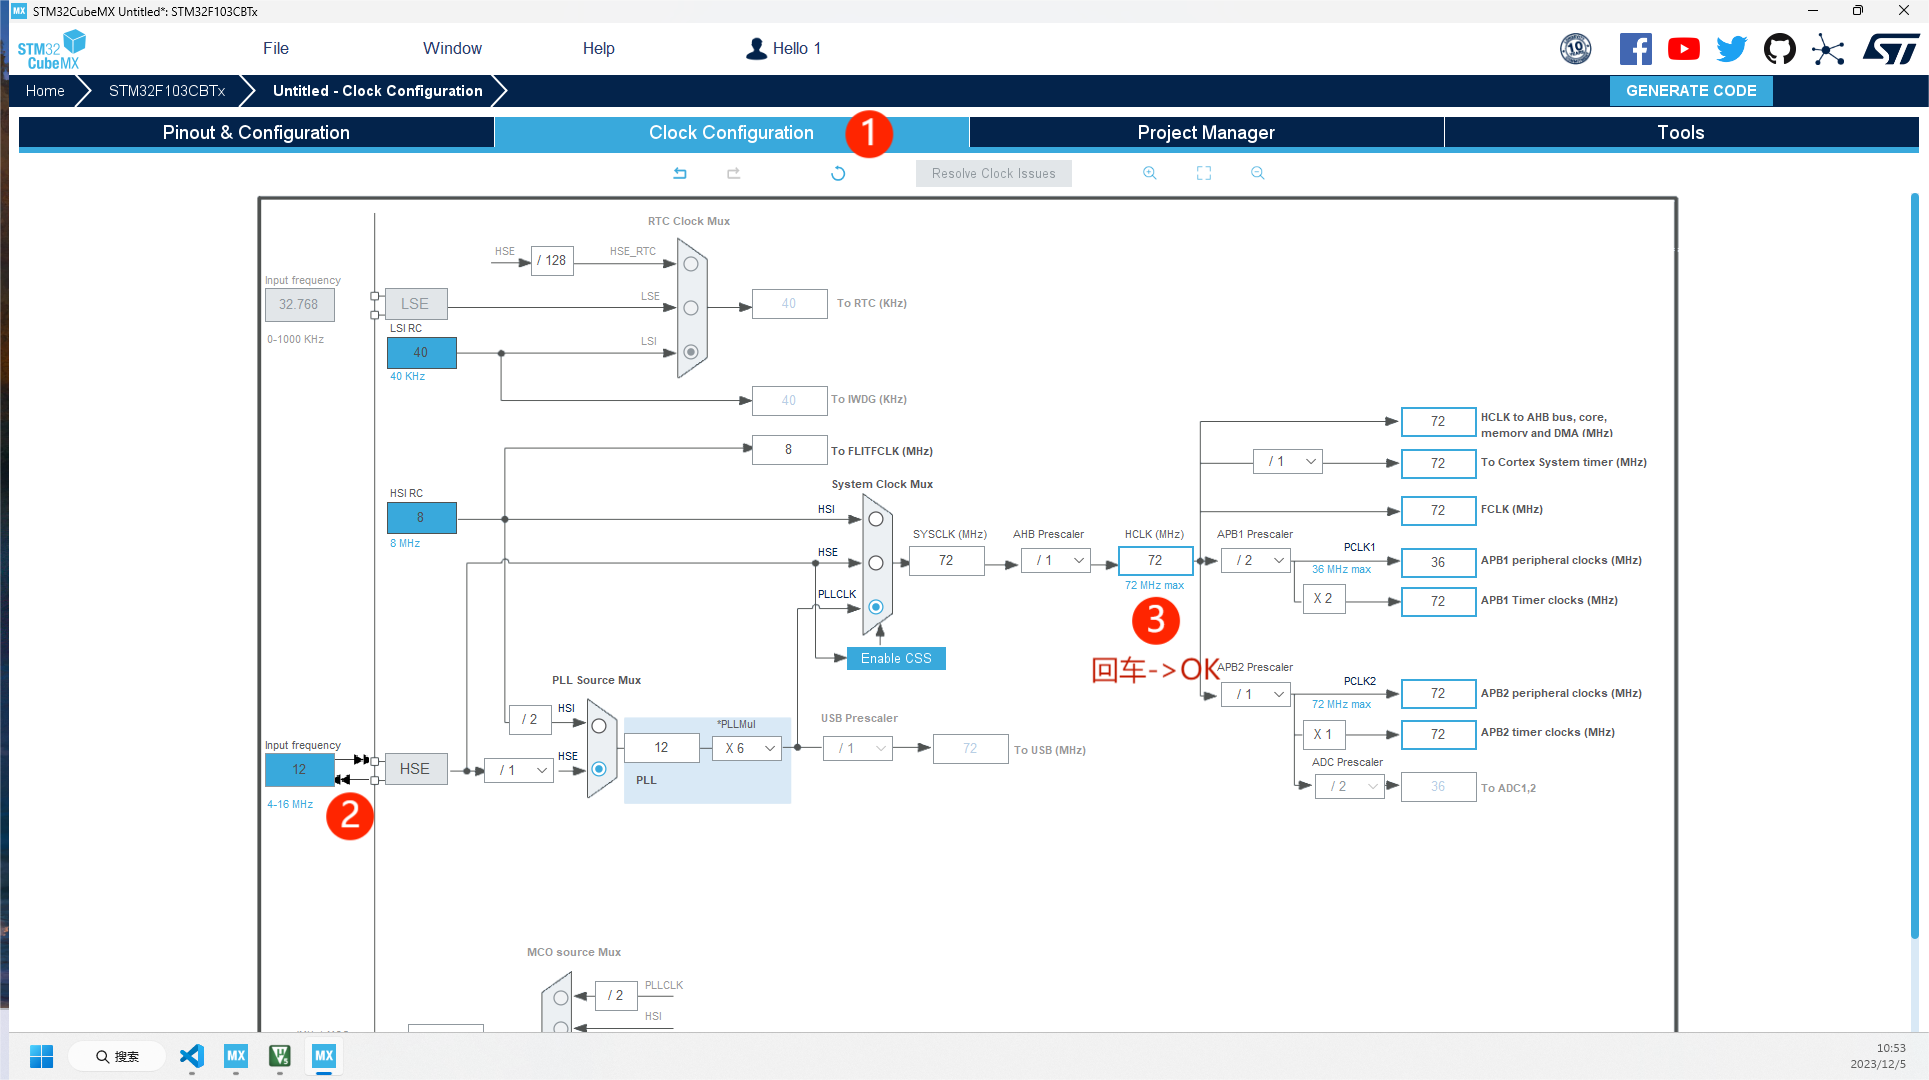 MX STM32CubeMX Untitled*: STM32F103CBTx
STM32
CubeMX
File
Window
Help
Hello 1
10
Home
STM32F103CBTx
Untitled - Clock Configuration
GENERATE CODE
Pinout & Configuration
Clock Configuration
1
Project Manager
Tools
Resolve Clock Issues
RTC Clock Mux
HSE
/ 128
HSE_RTC
Input frequency
32.768
0-1000 KHz
LSE
LSE
LSI RC
40
40 KHz
LSI
40
To RTC (KHz)
40
To IWDG (KHz)
8
To FLITFCLK (MHz)
HSI RC
8
8 MHz
System Clock Mux
HSI
HSE
PLLCLK
Enable CSS
SYSCLK (MHz)
72
AHB Prescaler
/ 1
HCLK (MHz)
72
72 MHz max
3
回车->OK
72
HCLK to AHB bus, core,
memory and DMA (MHz)
/ 1
72
To Cortex System timer (MHz)
72
FCLK (MHz)
APB1 Prescaler
/ 2
PCLK1
36 MHz max
36
APB1 peripheral clocks (MHz)
X 2
72
APB1 Timer clocks (MHz)
APB2 Prescaler
/ 1
PCLK2
72 MHz max
72
APB2 peripheral clocks (MHz)
X 1
72
APB2 timer clocks (MHz)
ADC Prescaler
/ 2
36
To ADC1,2
PLL Source Mux
/ 2
HSI
Input frequency
12
4-16 MHz
2
HSE
/ 1
HSE
12
*PLLMul
X 6
PLL
USB Prescaler
/ 1
72
To USB (MHz)
MCO source Mux
/ 2
PLLCLK
HSI
搜索
MX
MX
10:53
2023/12/5